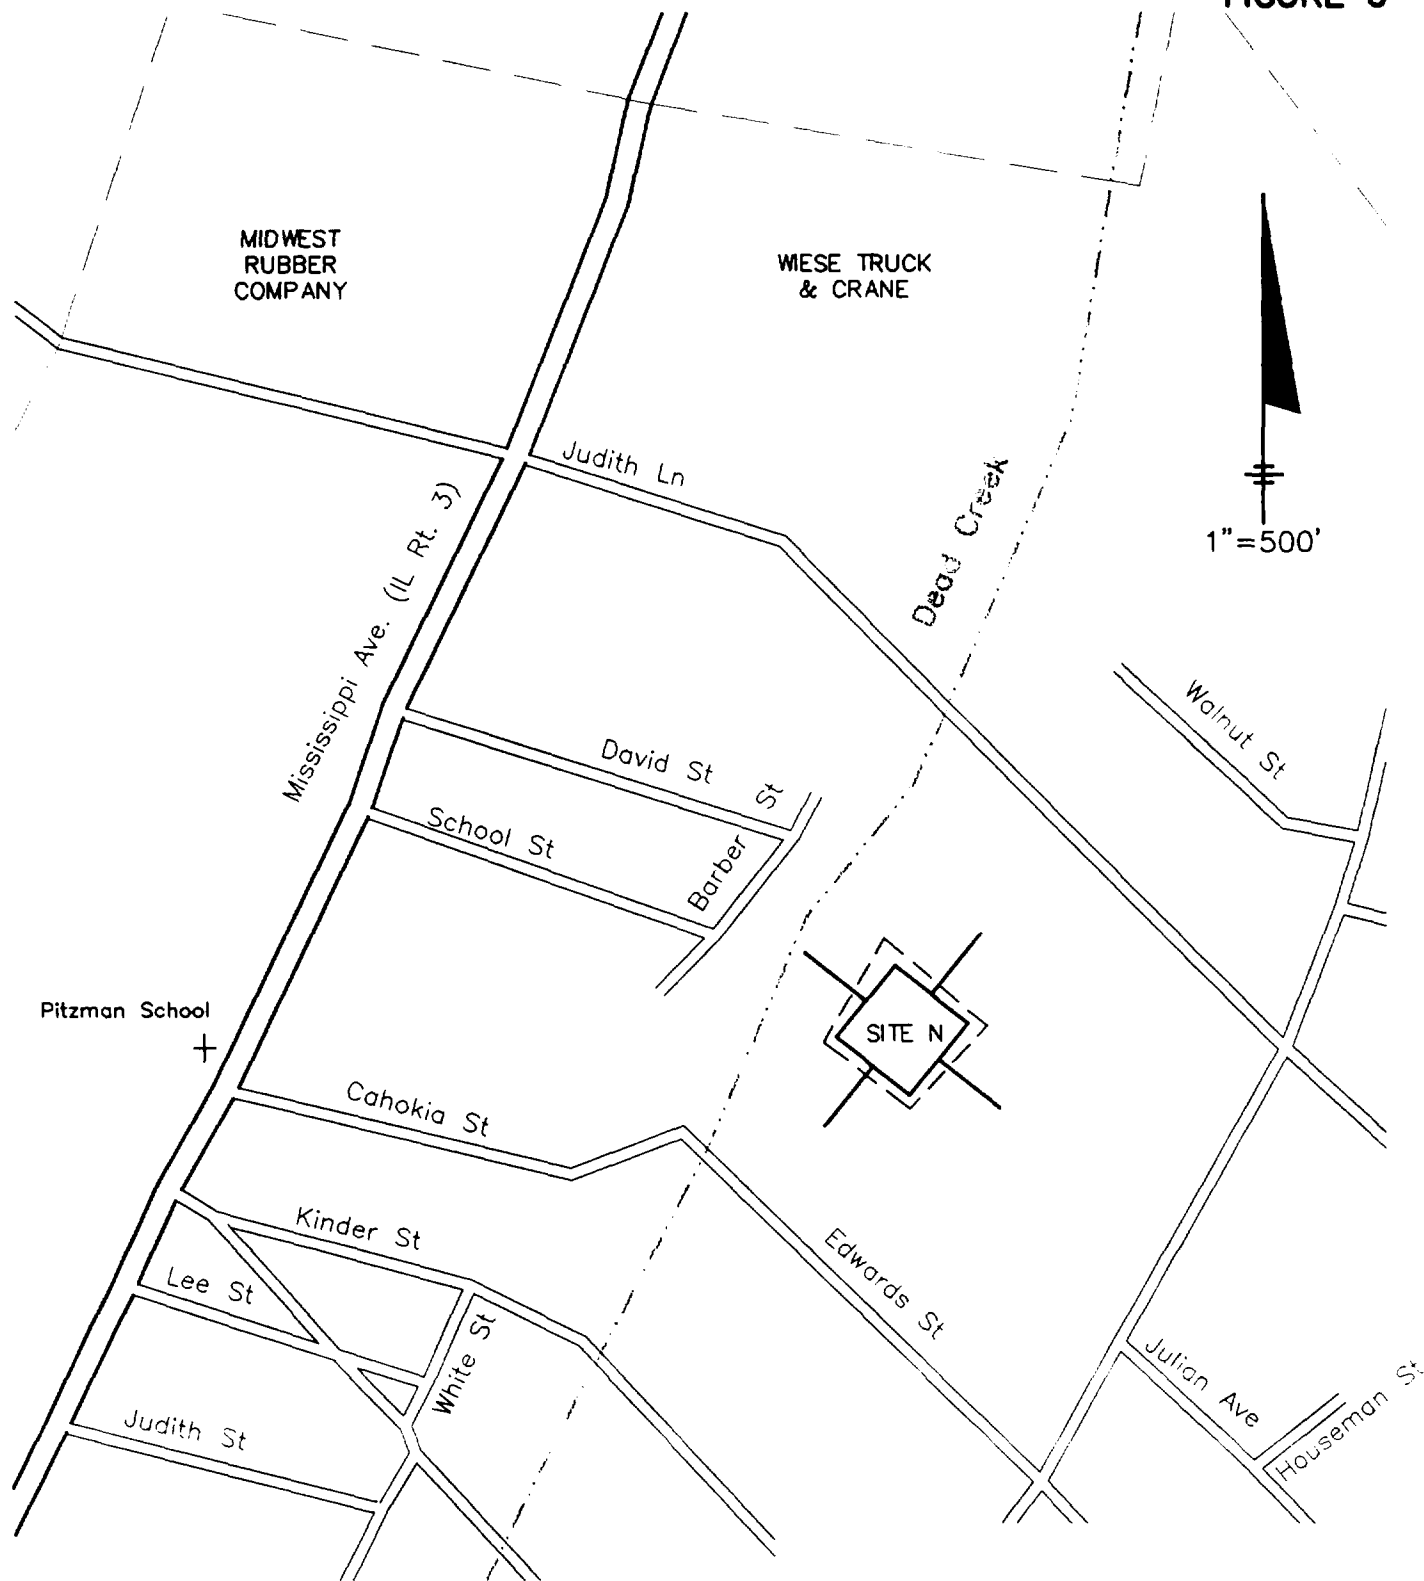 MIDWEST
RUBBER
COMPANY
WIESE TRUCK
& CRANE
Judith Ln
Mississippi Ave. (IL Rt. 3)
Dead Creek
1"=500'
Walnut St
David St
School St
Barber St
SITE N
Pitzman School
Cahokia St
Kinder St
Edwards St
Lee St
White St
Julian Ave
Houseman St
Judith St